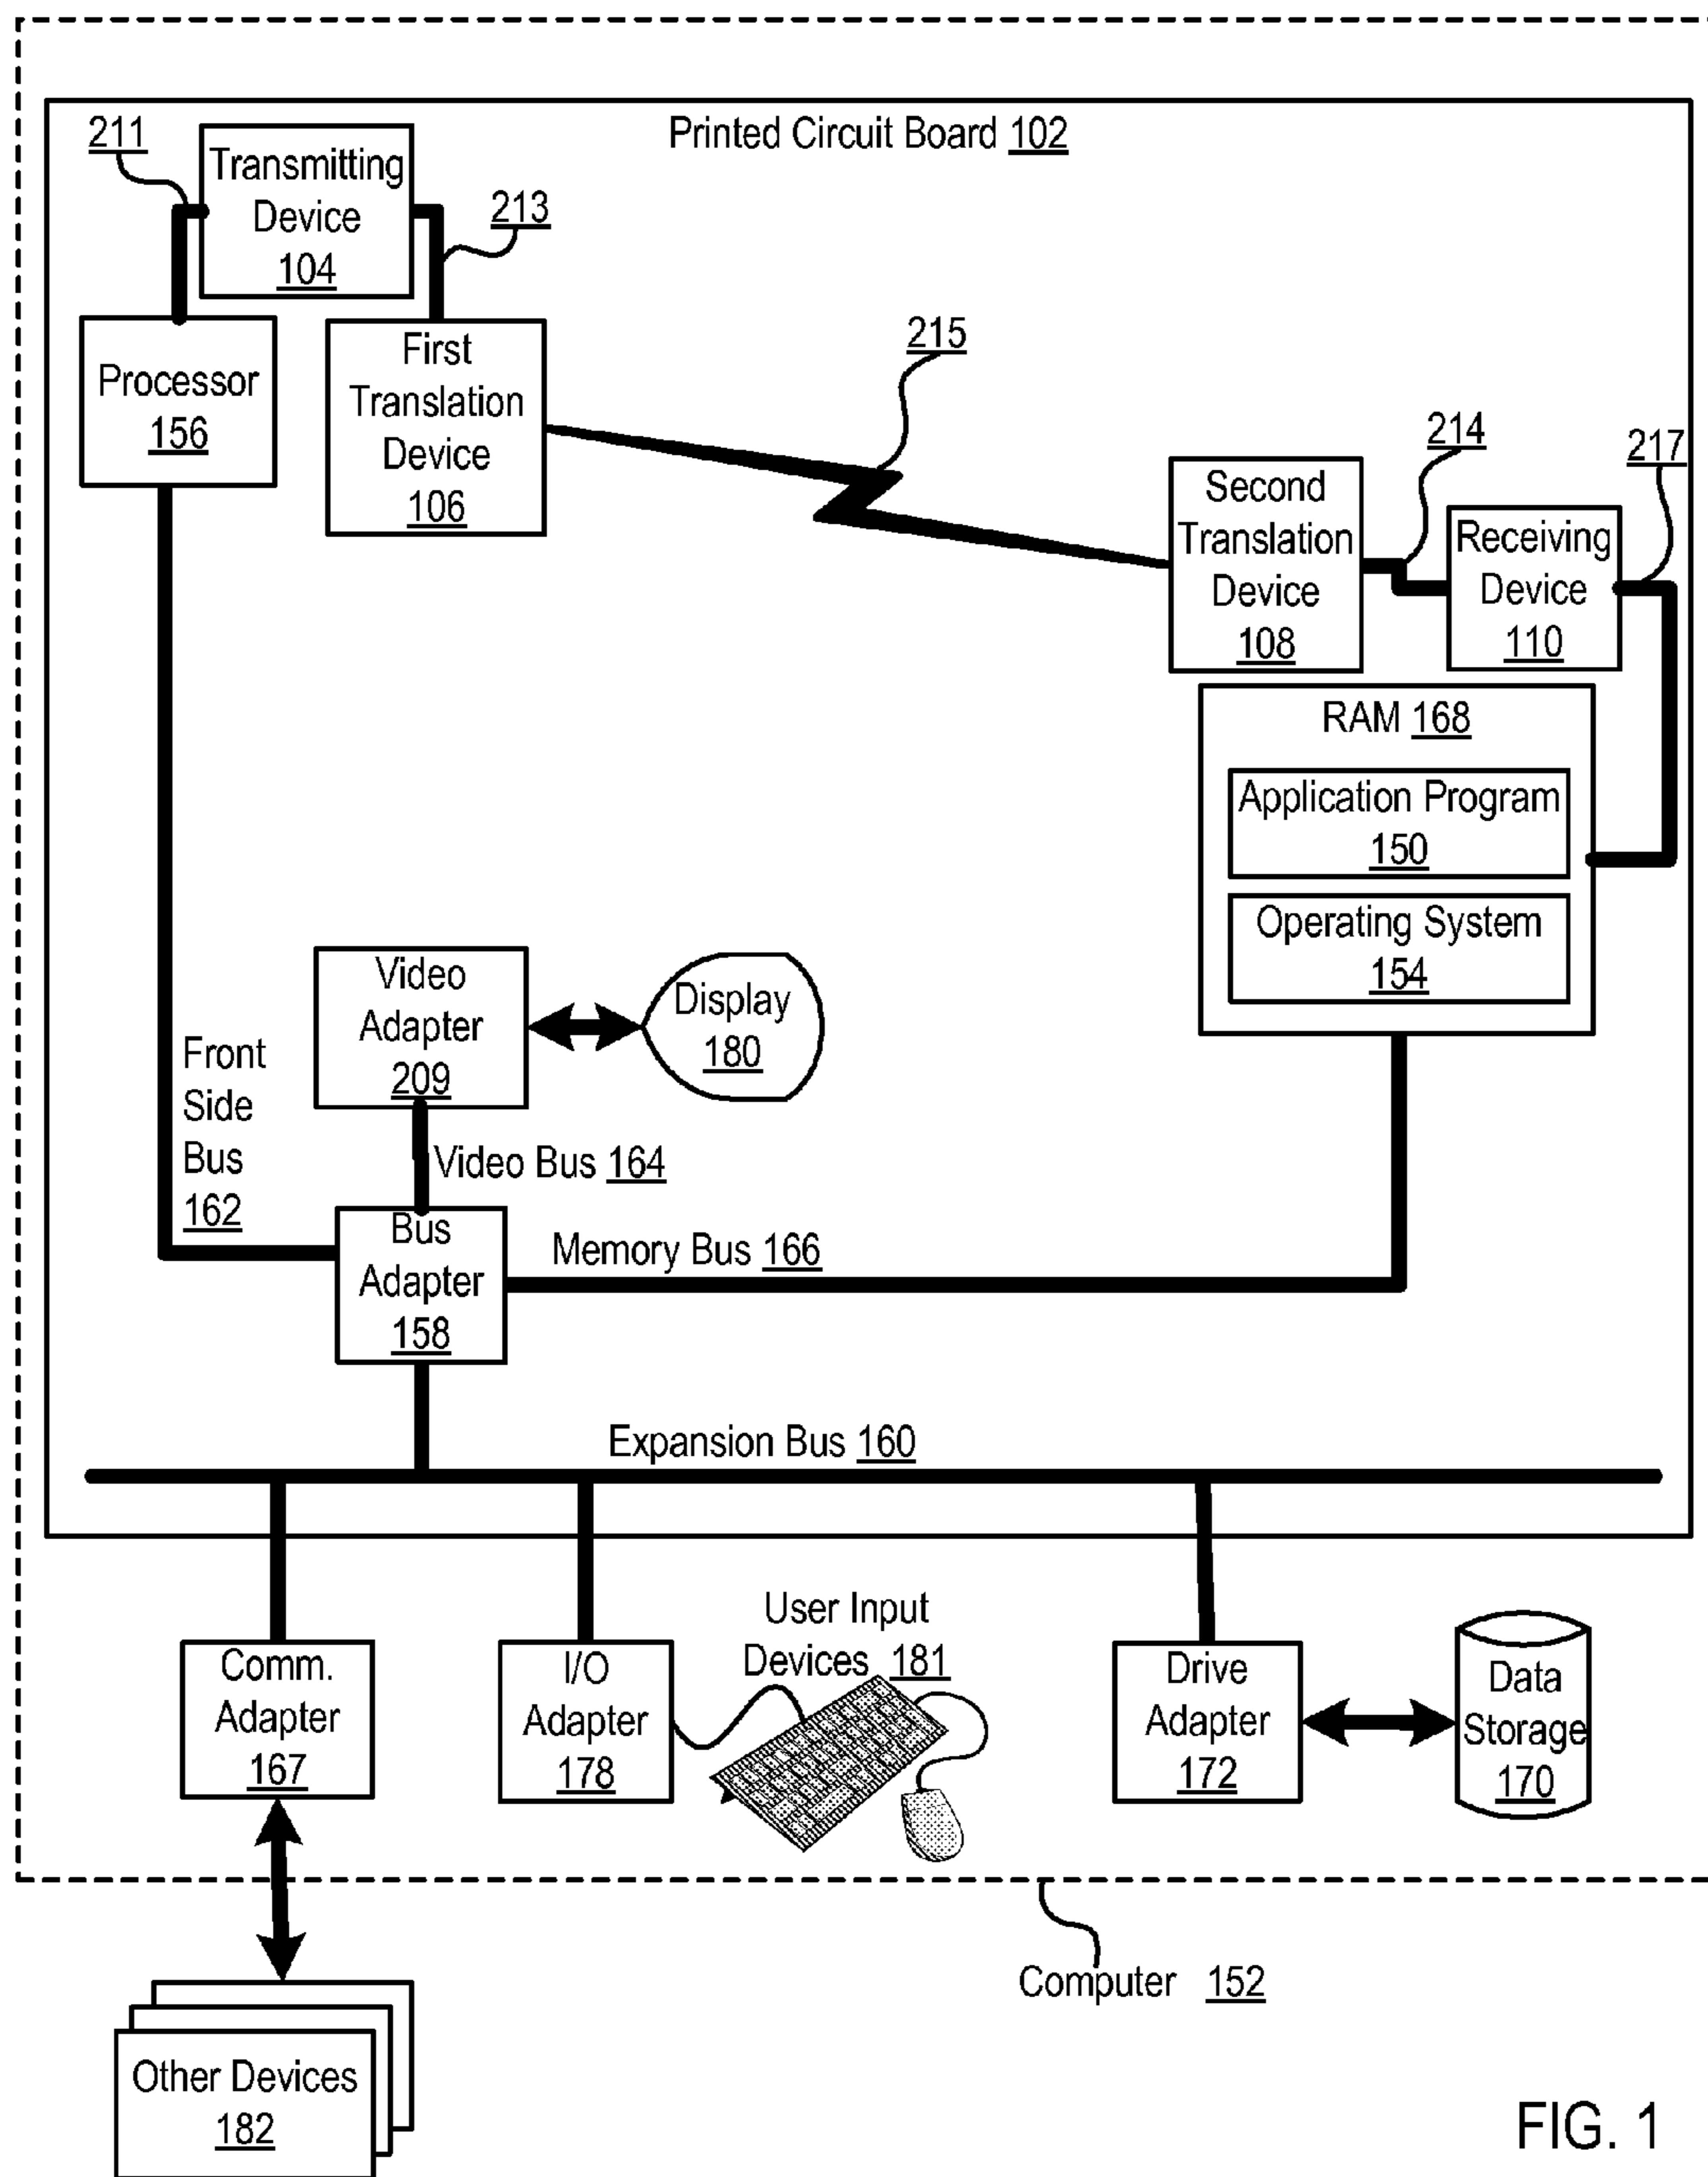 Printed Circuit Board 102
211
Transmitting
Device
104
213
Processor
156
First
Translation
Device
106
215
Second
Translation
Device
108
214
Receiving
Device
110
217
RAM 168
Application Program
150
Operating System
154
Video
Adapter
209
Display
180
Front
Side
Bus
162
Video Bus 164
Bus
Adapter
158
Memory Bus 166
Expansion Bus 160
Comm.
Adapter
167
I/O
Adapter
178
User Input
Devices 181
Drive
Adapter
172
Data
Storage
170
Computer 152
Other Devices
182
FIG. 1